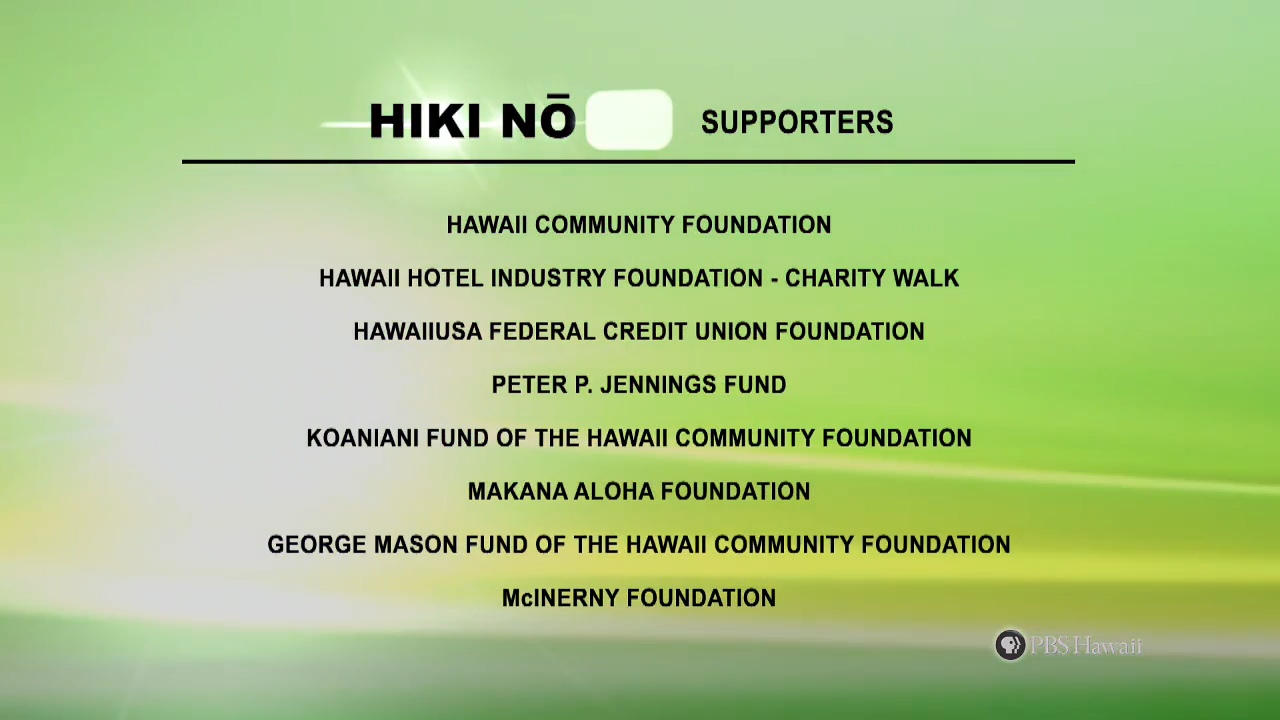 HIKI NŌ SUPPORTERS
HAWAII COMMUNITY FOUNDATION
HAWAII HOTEL INDUSTRY FOUNDATION - CHARITY WALK
HAWAIIUSA FEDERAL CREDIT UNION FOUNDATION
PETER P. JENNINGS FUND
KOANIANI FUND OF THE HAWAII COMMUNITY FOUNDATION
MAKANA ALOHA FOUNDATION
GEORGE MASON FUND OF THE HAWAII COMMUNITY FOUNDATION
McINERNY FOUNDATION
PBS Hawaii